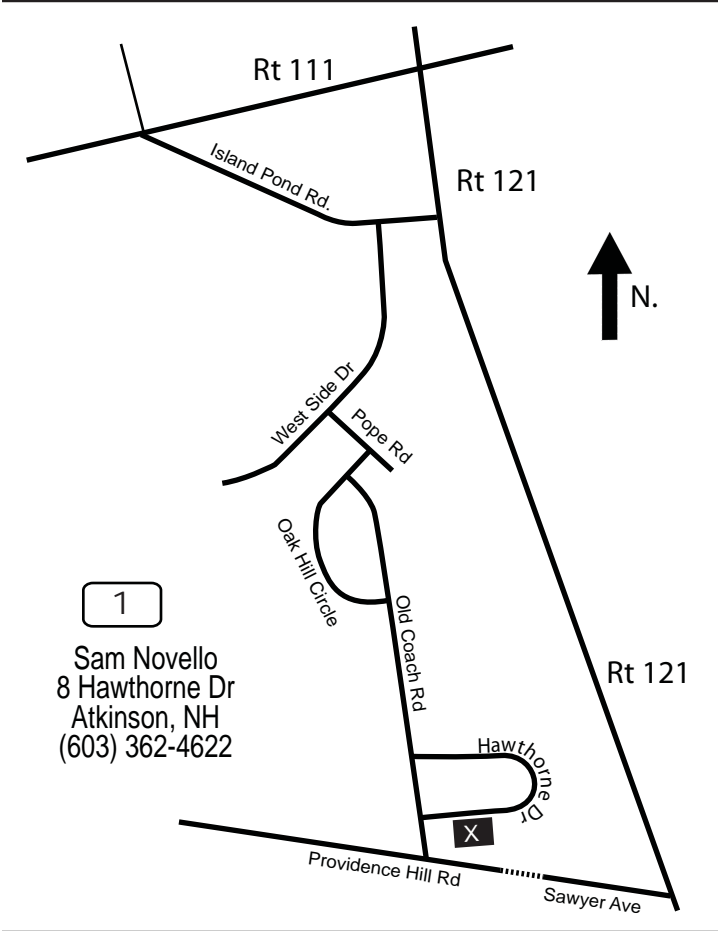 Rt 111
Island Pond Rd.
Rt 121
N.
West Side Dr
Pope Rd
Oak Hill Circle
1
Old Coach Rd
Sam Novello
8 Hawthorne Dr
Atkinson, NH
(603) 362-4622
Rt 121
Hawthorne Dr
X
Providence Hill Rd
Sawyer Ave